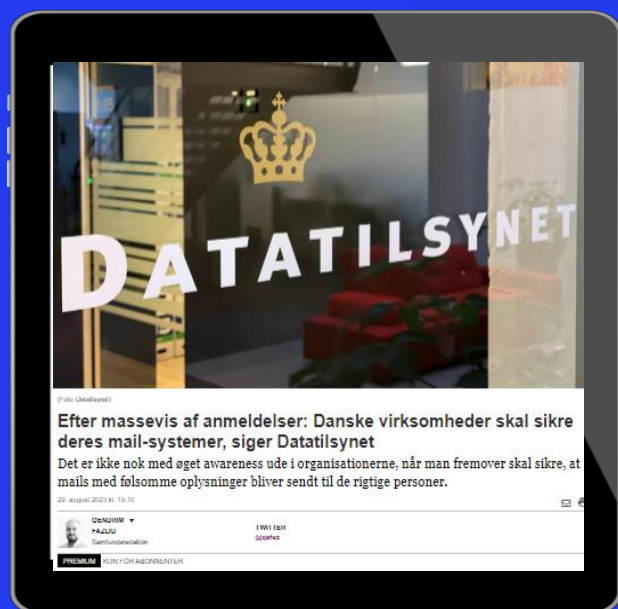 DATATILSYNET
(Foto: Datatilsynet)
Efter massevis af anmeldelser: Danske virksomheder skal sikre
deres mail-systemer, siger Datatilsynet
Det er ikke nok med øget awareness ude i organisationerne, når man fremover skal sikre, at
mails med følsomme oplysninger bliver sendt til de rigtige personer.
29. august 2023 kl. 15:10
QENDRIM
FAZLIU
Samfundsredaktør
TWITTER
PREMIUM KUN FOR ABONNENTER